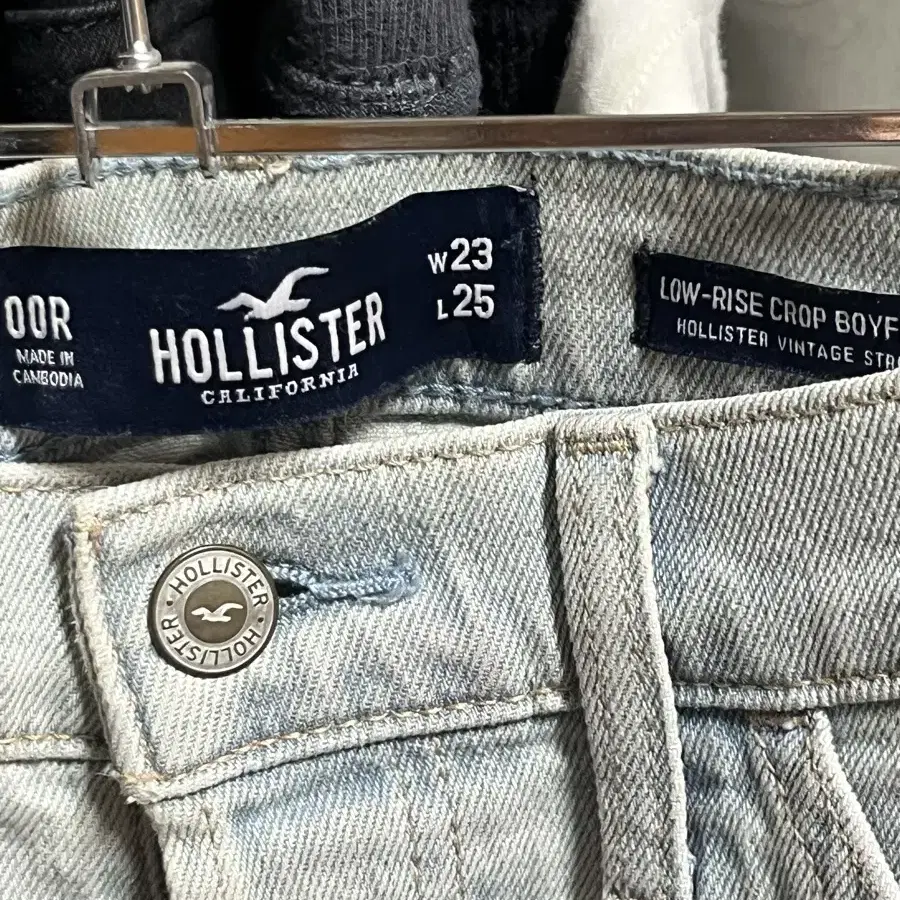 00R
MADE IN
CAMBODIA
HOLLISTER
CALIFORNIA
W23
L25
LOW-RISE CROP BOYF
HOLLISTER VINTAGE STR
HOLLISTER · HOLLISTER ·